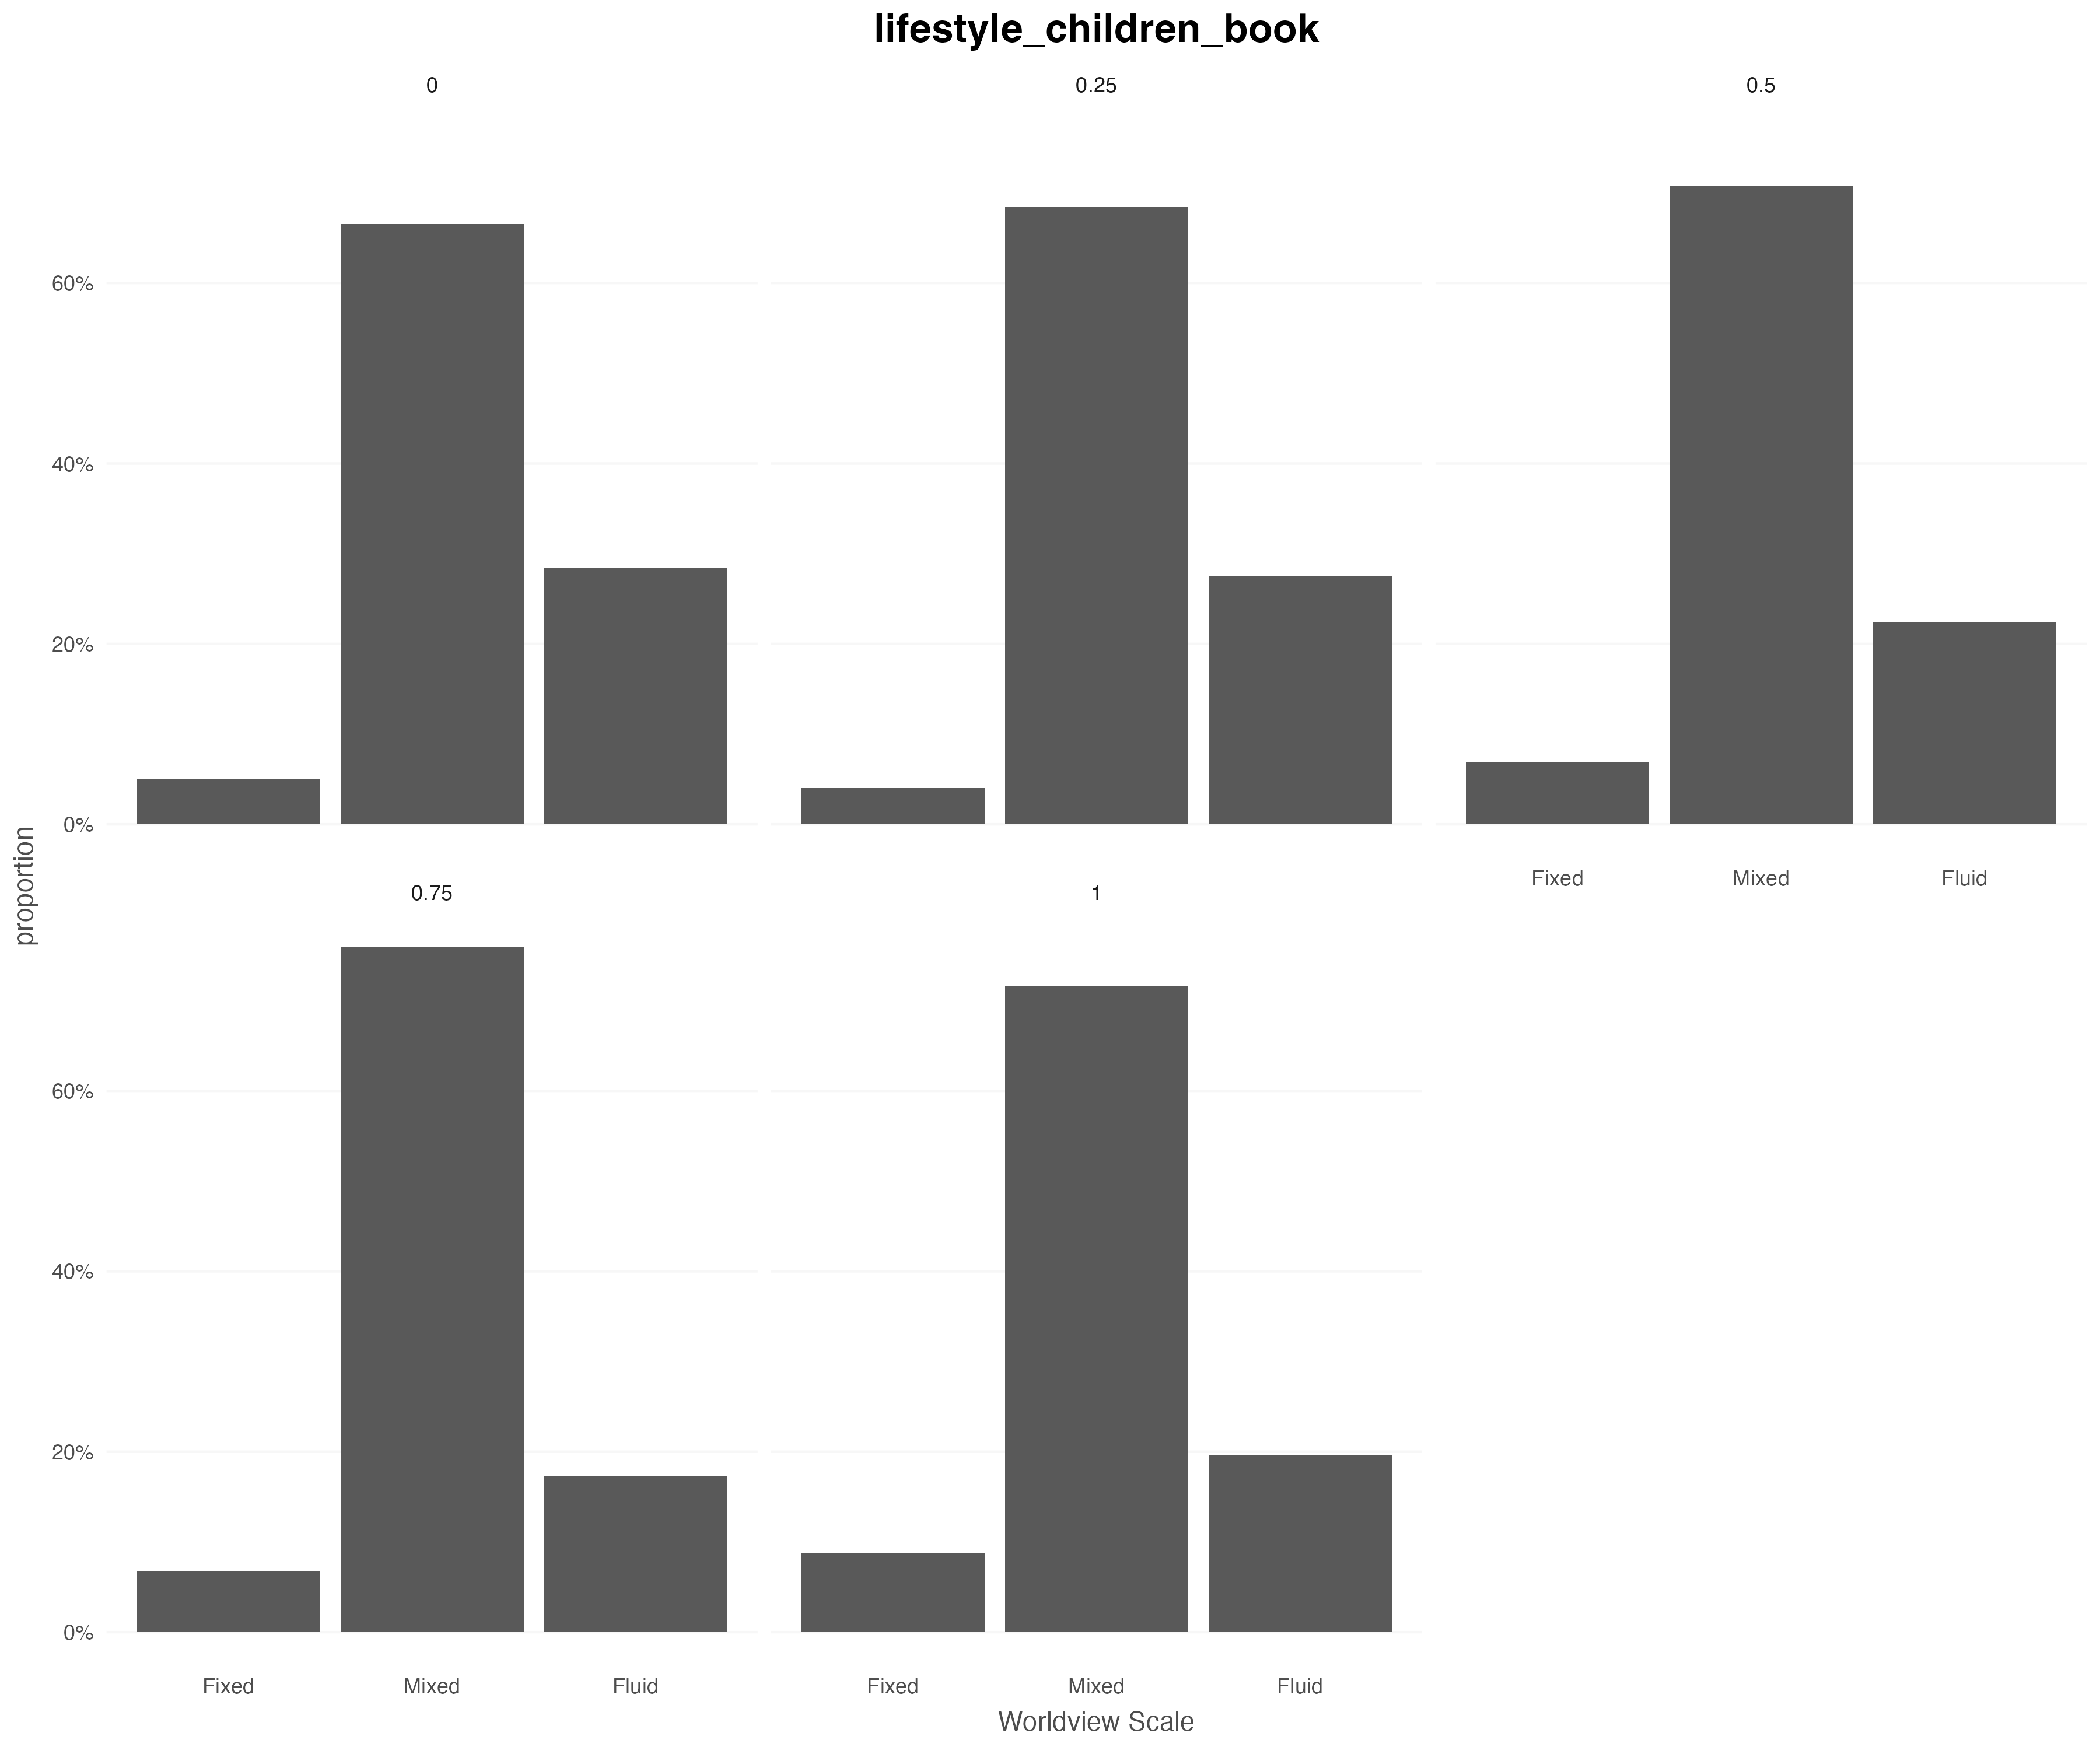 lifestyle_children_book
0
0.25
0.5
60%
40%
20%
0%
Fixed
Mixed
Fluid
proportion
0.75
1
60%
40%
20%
0%
Fixed
Mixed
Fluid
Fixed
Mixed
Fluid
Worldview Scale